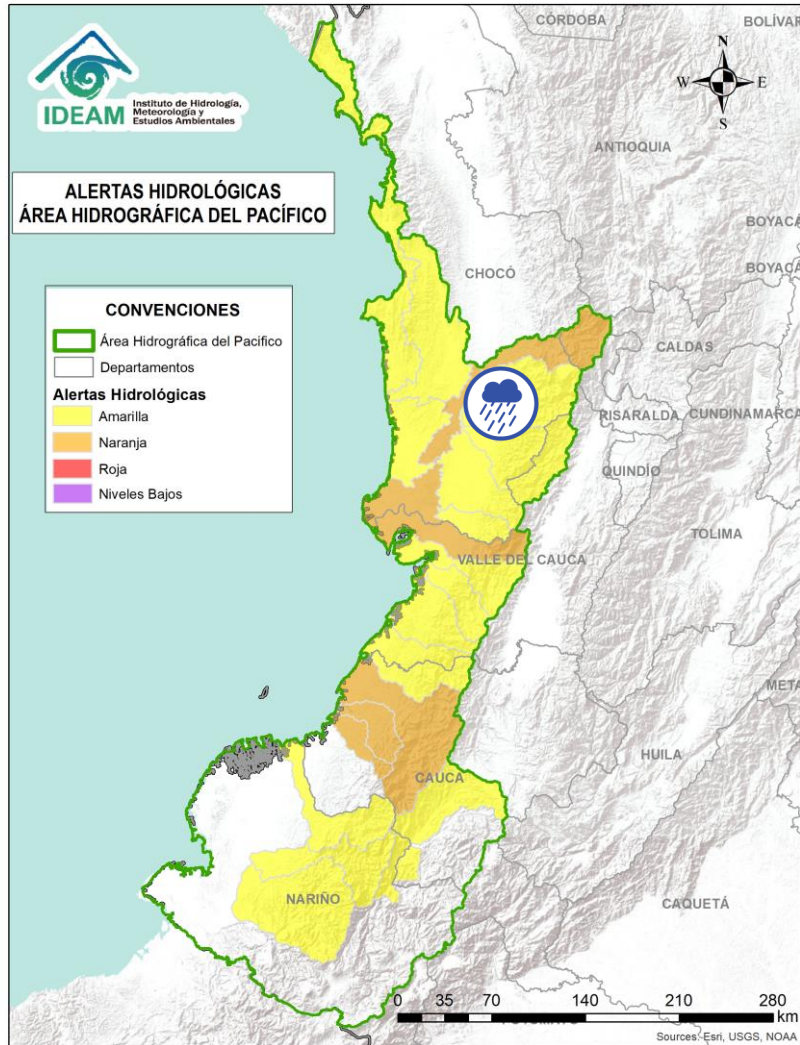 CÓRDOBA
BOLÍVAR
IDEAM
Instituto de Hidrología,
Meteorología y
Estudios Ambientales
N
W E
S
ANTIOQUIA
ALERTAS HIDROLÓGICAS
ÁREA HIDROGRÁFICA DEL PACÍFICO
BOYACÁ
BOYACÁ
CHOCÓ
CONVENCIONES
Área Hidrográfica del Pacifico
Departamentos
Alertas Hidrológicas
Amarilla
Naranja
Roja
Niveles Bajos
CALDAS
RISARALDA
CUNDINAMARCA
QUINDÍO
TOLIMA
VALLE DEL CAUCA
META
HUILA
CAUCA
NARIÑO
CAQUETÁ
0 35 70 140 210 280
km
Sources: Esri, USGS, NOAA